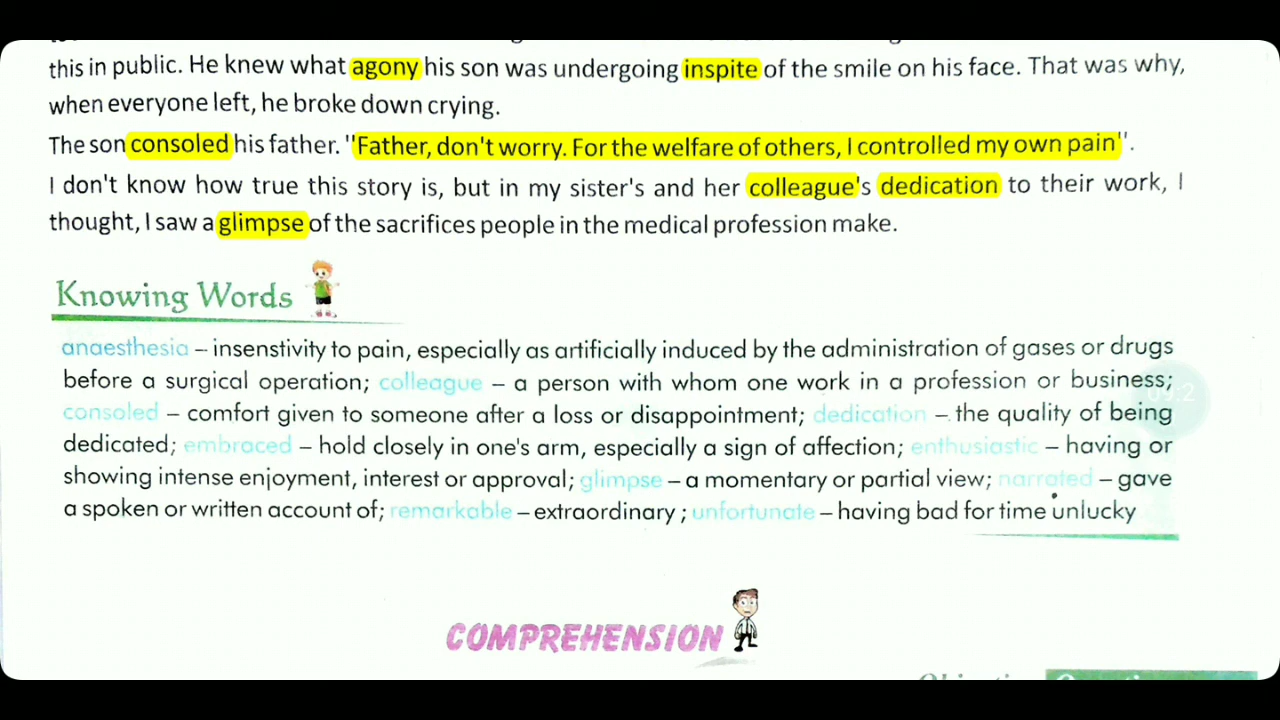 this in public. He knew what agony his son was undergoing inspite of the smile on his face. That was why,
when everyone left, he broke down crying.
The son consoled his father. "Father, don't worry. For the welfare of others, I controlled my own pain".
I don't know how true this story is, but in my sister's and her colleague's dedication to their work, I
thought, I saw a glimpse of the sacrifices people in the medical profession make.
Knowing Words
anaesthesia – insenstivity to pain, especially as artificially induced by the administration of gases or drugs
before a surgical operation; colleague – a person with whom one work in a profession or business;
consoled – comfort given to someone after a loss or disappointment; dedication – the quality of being
dedicated; embraced – hold closely in one's arm, especially a sign of affection; enthusiastic – having or
showing intense enjoyment, interest or approval; glimpse – a momentary or partial view; narrated – gave
a spoken or written account of; remarkable – extraordinary ; unfortunate – having bad for time unlucky
COMPREHENSION